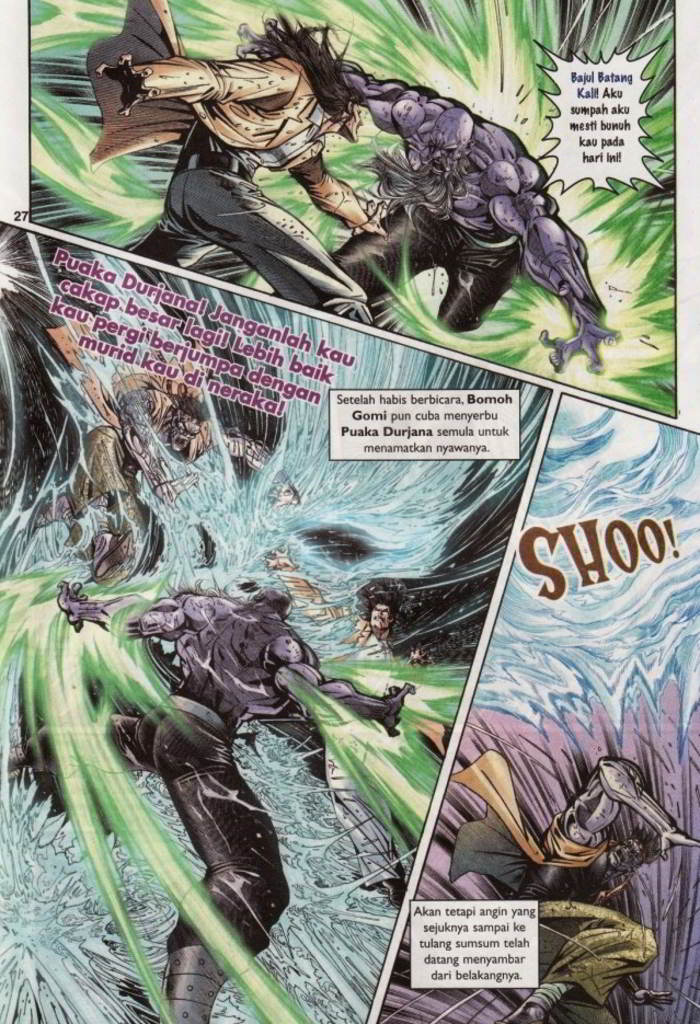 Bajul Batang
Kali! Aku
sumpah aku
mesti bunuh
kau pada
hari ini!
27
Puaka Durjana! Janganlah kau
cakap besar lagi! Lebih baik
kau pergi berjumpa dengan
murid kau di neraka!
Setelah habis berbicara, Bomoh
Gomi pun cuba menyerbu
Puaka Durjana semula untuk
menamatkan nyawanya.
SHOO!
Akan tetapi angin yang
sejuknya sampai ke
tulang sumsum telah
datang menyambar
dari belakangnya.